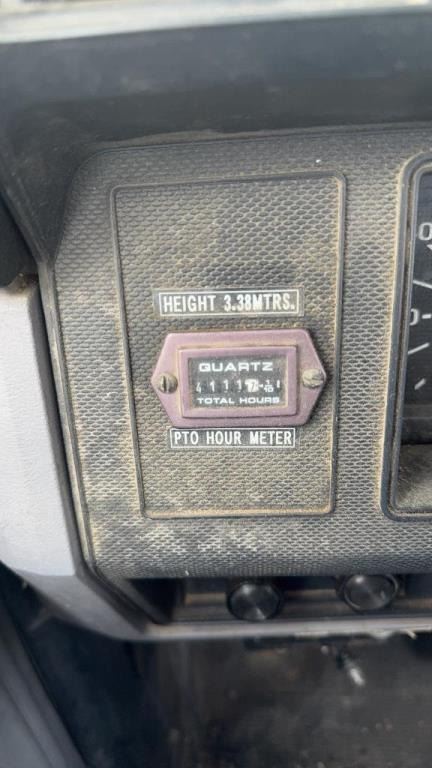 HEIGHT 3.38MTRS.
QUARTZ
TOTAL HOURS
PTO HOUR METER